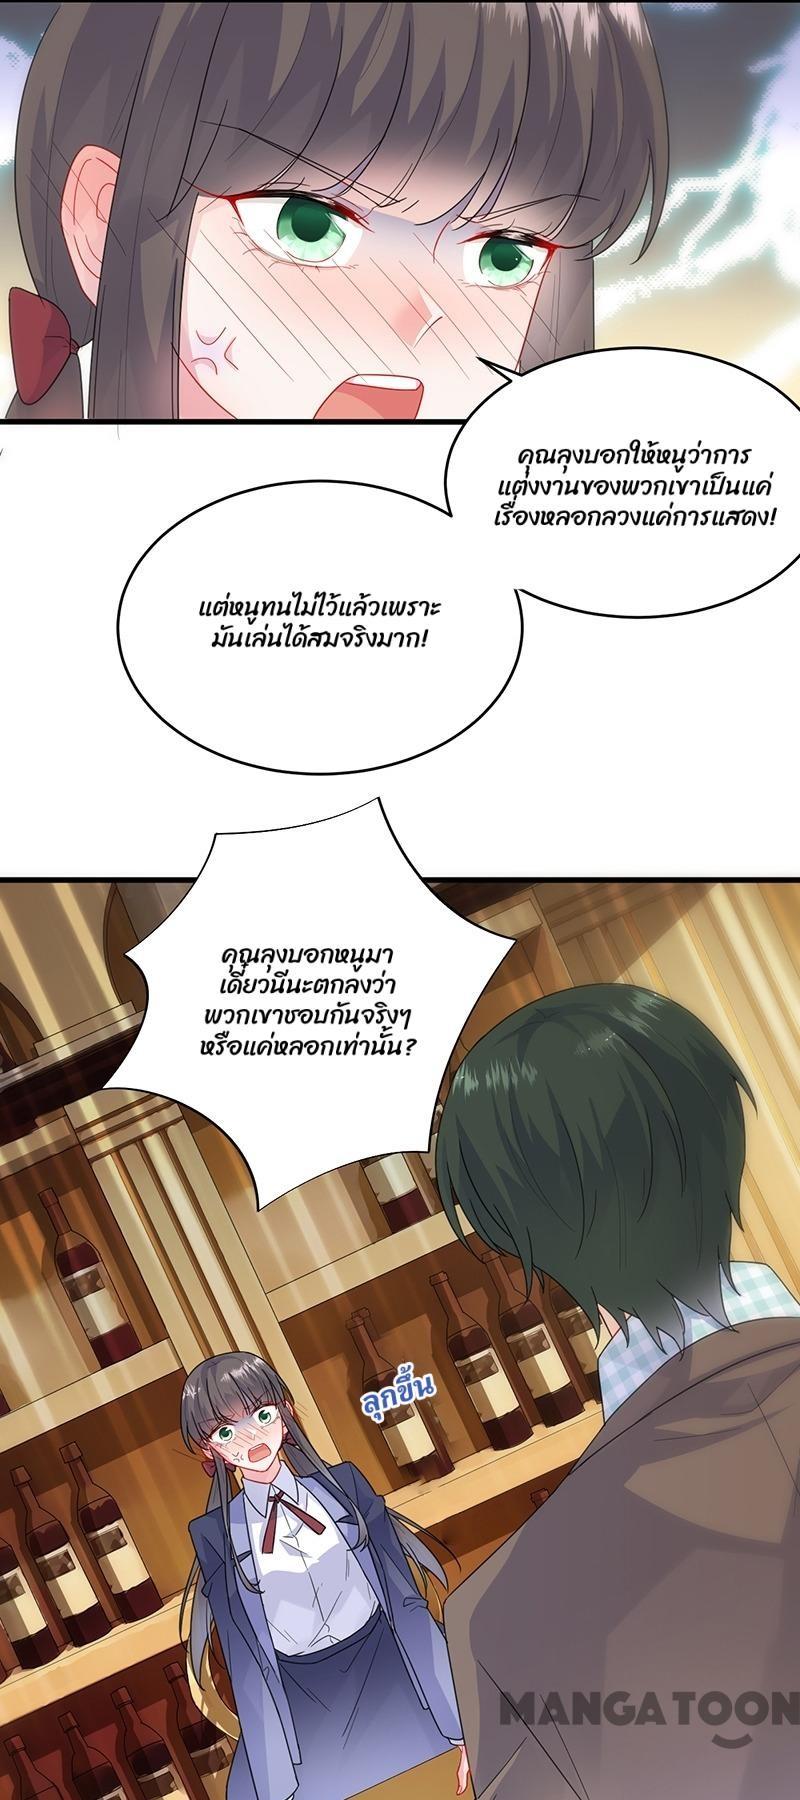 คุณลุงบอกให้หนูว่าการ
แต่งงานของพวกเขาเป็นแค่
เรื่องหลอกลวงแค่การแสดง!
แต่หนูทนไม่ไว้แล้วเพราะ
มันเล่นได้สมจริงมาก!
คุณลุงบอกหนูมา
เดี๋ยวนี้นะตกลงว่า
พวกเขาชอบกันจริงๆ
หรือแค่หลอกเท่านั้น?
ลุกขึ้น
MANGATOON